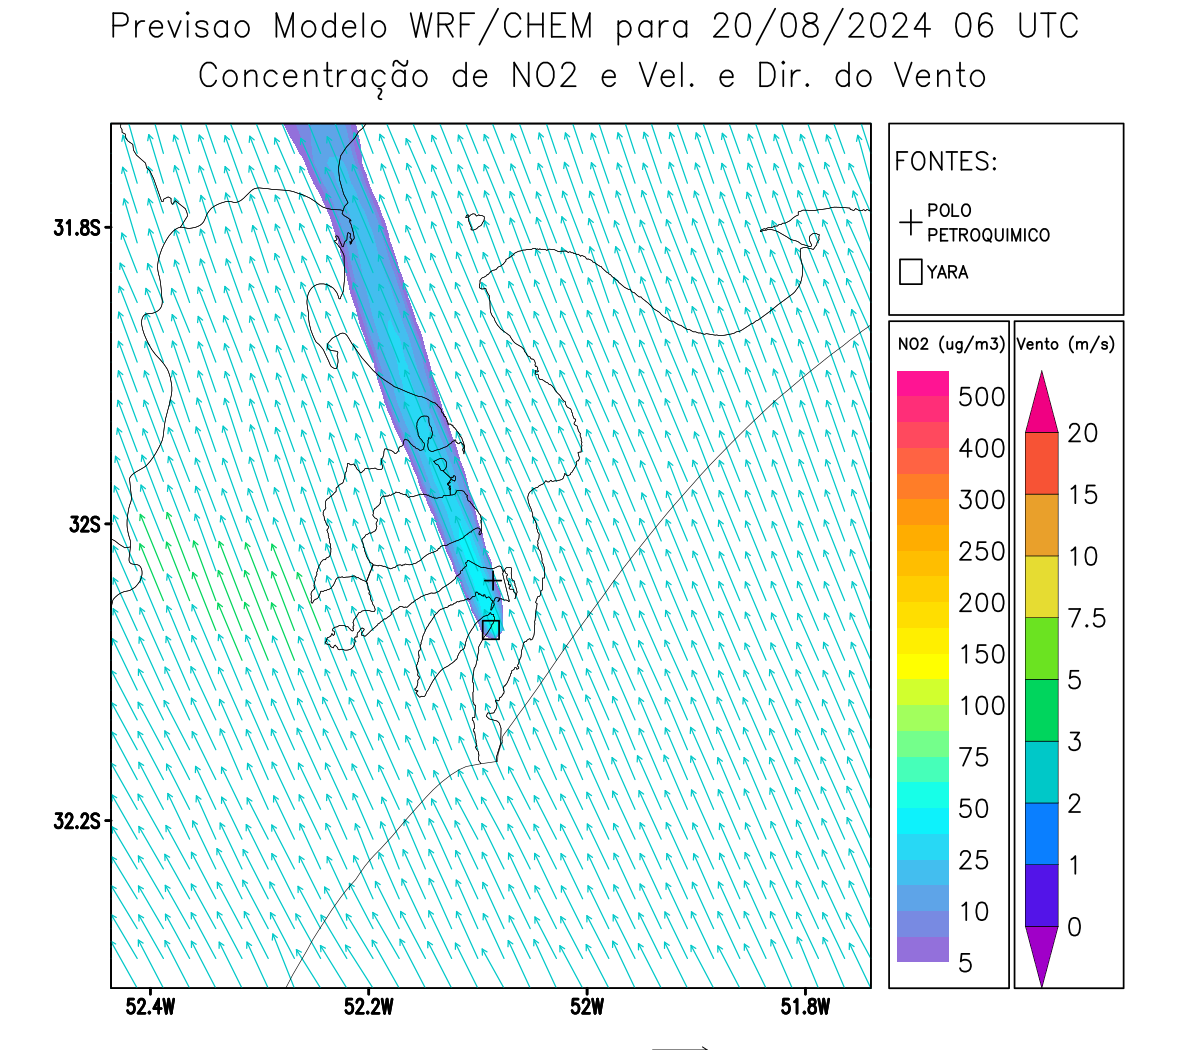 Previsao Modelo WRF/CHEM para 20/08/2024 06 UTC
Concentração de NO2 e Vel. e Dir. do Vento
FONTES:
POLO
PETROQUIMICO
YARA
NO2 (ug/m3)
500
400
300
250
200
150
100
75
50
25
10
5
Vento (m/s)
20
15
10
7.5
5
3
2
1
0
31.8S
32S
32.2S
52.4W
52.2W
52W
51.8W